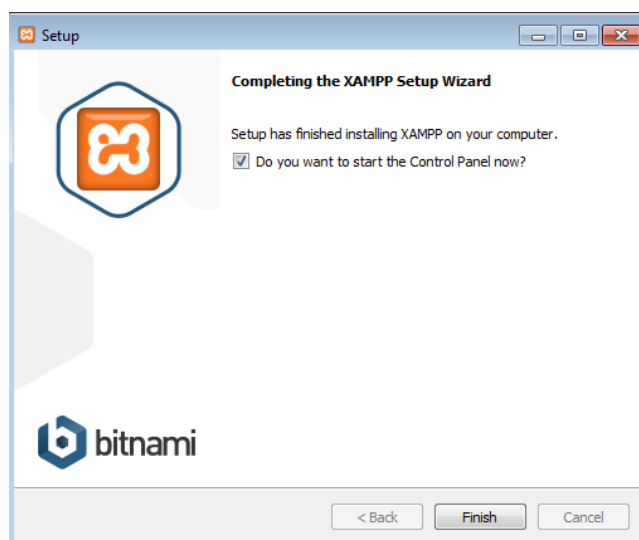 Setup
Completing the XAMPP Setup Wizard
Setup has finished installing XAMPP on your computer.
Do you want to start the Control Panel now?
bitnami
< Back
Finish
Cancel